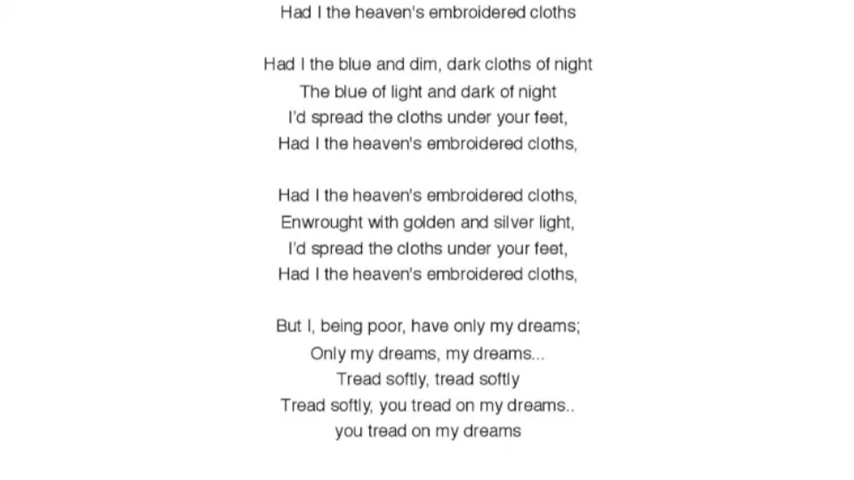 Had I the heaven's embroidered cloths
Had I the blue and dim, dark cloths of night
The blue of light and dark of night
I'd spread the cloths under your feet,
Had I the heaven's embroidered cloths,
Had I the heaven's embroidered cloths,
Enwrought with golden and silver light,
I'd spread the cloths under your feet,
Had I the heaven's embroidered cloths,
But I, being poor, have only my dreams;
Only my dreams, my dreams...
Tread softly, tread softly
Tread softly, you tread on my dreams..
you tread on my dreams